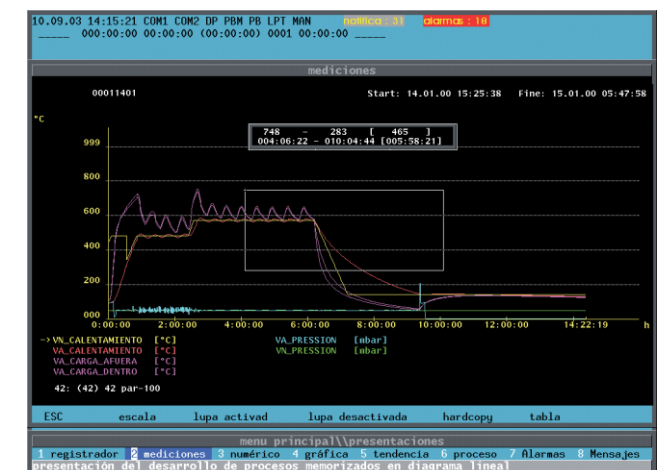 10.09.03 14:15:21 COM1 COM2 DP PBM PB LPT MAN notifica : 31 alarmas : 18
_____ 000:00:00 00:00:00 (00:00:00) 0001 00:00:00 _____
mediciones
00011401 Start: 14.01.00 15:25:38 Fine: 15.01.00 05:47:58
°C
748 – 283 [ 465 ]
004:06:22 – 010:04:44 [005:58:21]
999
800
600
400
200
000
0:00:00 2:00:00 4:00:00 6:00:00 8:00:00 10:00:00 12:00:00 14:22:19 h
->VN_CALENTAMIENTO [°C] VA_PRESSION [mbar]
VA_CALENTAMIENTO [°C] VN_PRESSION [mbar]
VA_CARGA_AFUERA [°C]
VA_CARGA_DENTRO [°C]
42: (42) 42 par-100
ESC escala lupa activad lupa desactivada hardcopy tabla
menu principal\\presentaciones
1 registrador 2 mediciones 3 numérico 4 gráfica 5 tendencia 6 proceso 7 Alarmas 8 Mensajes
presentación del desarrollo de procesos memorizados en diagrama lineal